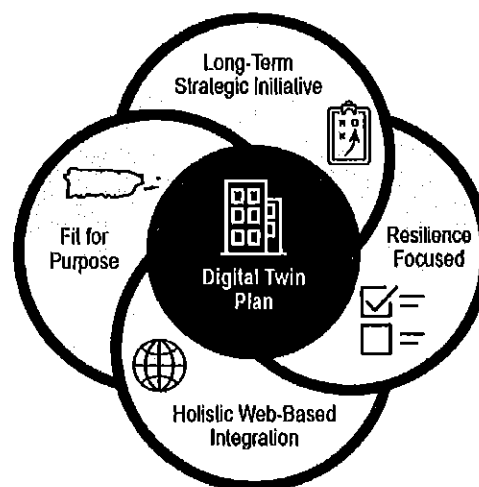 Long-Term
Strategic Initiative
Fit for
Purpose
Digital Twin
Plan
Resilience
Focused
Holistic Web-Based
Integration